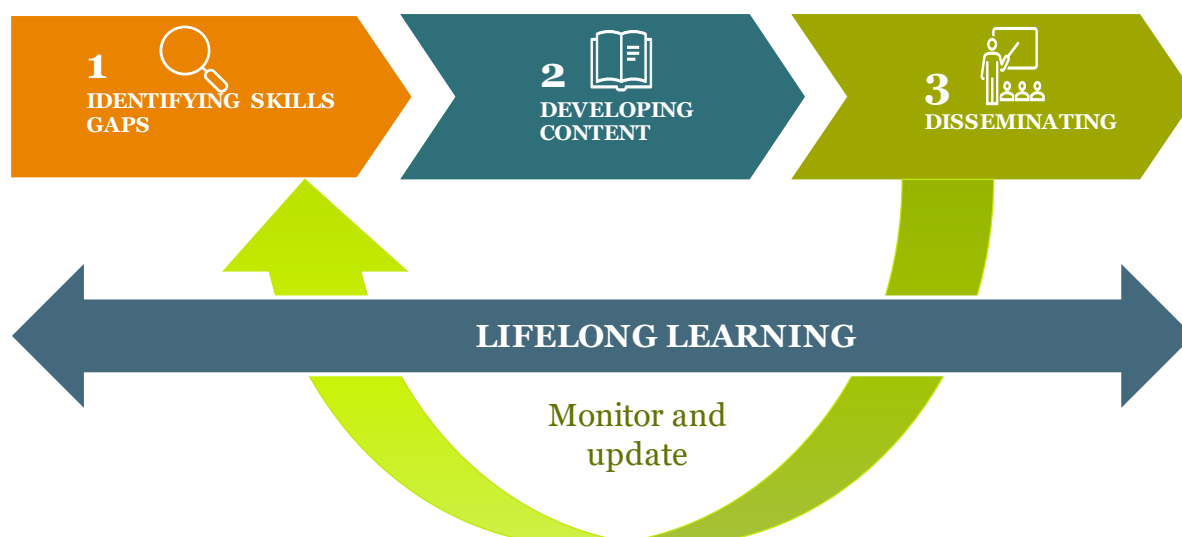 1
IDENTIFYING SKILLS
GAPS
2
DEVELOPING
CONTENT
3
DISSEMINATING
LIFELONG LEARNING
Monitor and
update